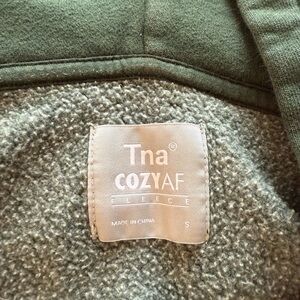 Tna®
COZYAF
FLEECE
MADE IN CHINA
S